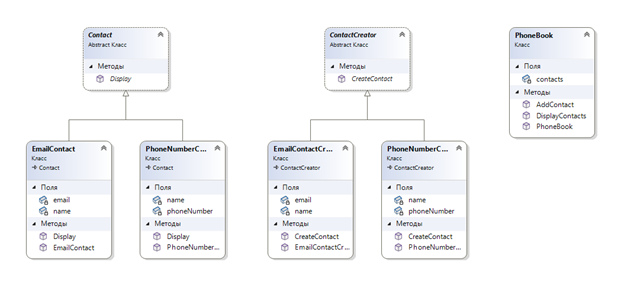 Contact
Абстракт Класс
Методы
Display
ContactCreator
Абстракт Класс
Методы
CreateContact
PhoneBook
Класс
Поля
contacts
Методы
AddContact
DisplayContacts
PhoneBook
EmailContact
Класс
Contact
Поля
email
name
Методы
Display
EmailContact
PhoneNumberC...
Класс
Contact
Поля
name
phoneNumber
Методы
Display
PhoneNumber...
EmailContactCr...
Класс
ContactCreator
Поля
email
name
Методы
CreateContact
EmailContactCr...
PhoneNumberC...
Класс
ContactCreator
Поля
name
phoneNumber
Методы
CreateContact
PhoneNumber...